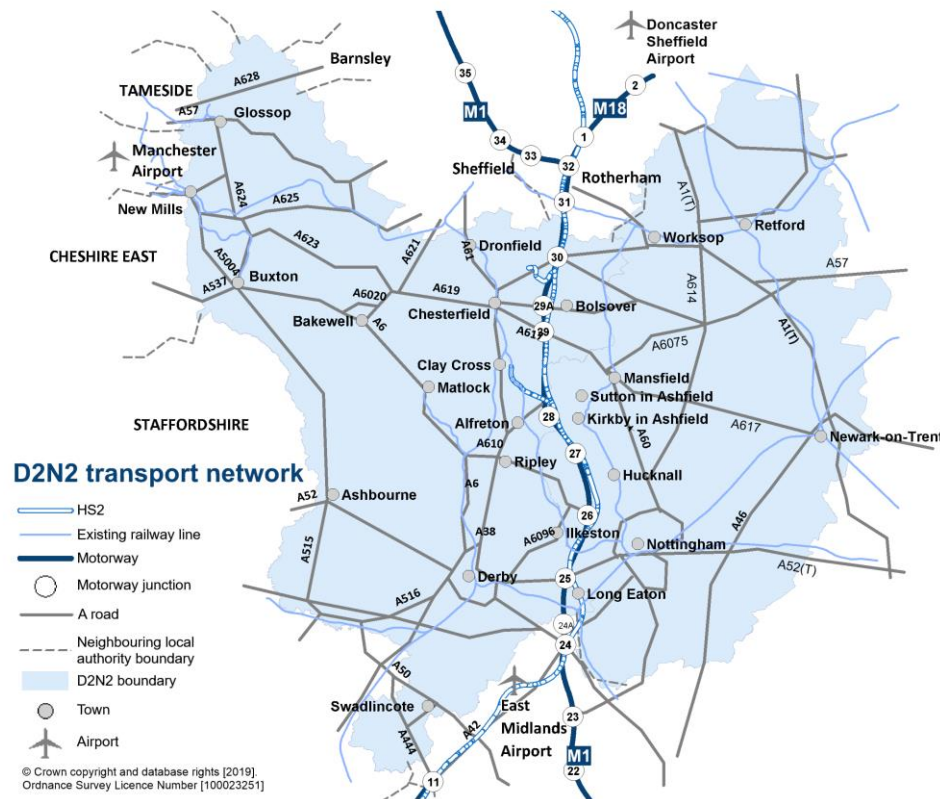 Doncaster
Sheffield
Airport
Barnsley
A628
TAMESIDE
A57
Glossop
35
2
M1
M18
34
33
1
32
Manchester
Airport
Sheffield
Rotherham
A624
A625
31
A1(T)
New Mills
A623
A621
A61
Dronfield
Worksop
Retford
CHESHIRE EAST
A5004
A537
Buxton
30
A57
A6020
A619
A614
Chesterfield
29A
Bolsover
Bakewell
A6
A617
29
A6075
A1(T)
Clay Cross
Matlock
Mansfield
Sutton in Ashfield
STAFFORDSHIRE
Alfreton
28
Kirkby in Ashfield
A617
A610
A60
Newark-on-Trent
27
D2N2 transport network
Ripley
Hucknall
A52
Ashbourne
A6
HS2
26
A46
Existing railway line
A515
A38
A6096
Ilkeston
Motorway
Nottingham
A52(T)
Motorway junction
Derby
25
Long Eaton
A516
A road
24A
24
Neighbouring local
authority boundary
A50
D2N2 boundary
Town
Swadlincote
East
Midlands
Airport
A42
23
Airport
A444
M1
22
11
© Crown copyright and database rights [2019].
Ordnance Survey Licence Number [100023251]